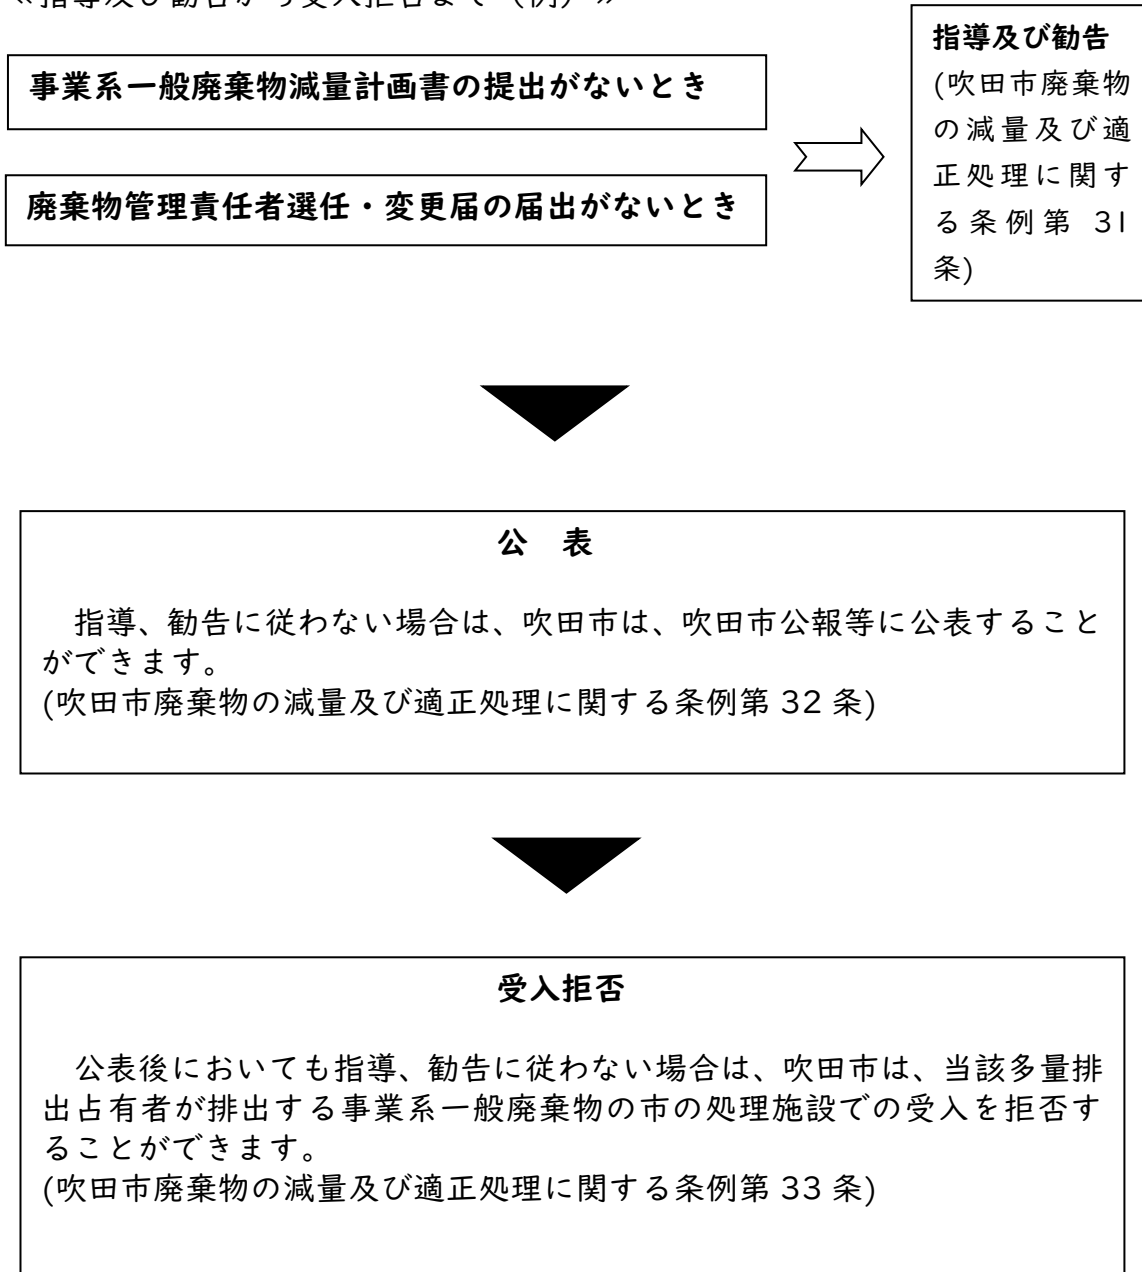 ≪指導及び勧告から受入拒否まで（例）≫
事業系一般廃棄物減量計画書の提出がないとき
廃棄物管理責任者選任・変更届の届出がないとき
指導及び勧告
(吹田市廃棄物
の減量及び適
正処理に関す
る条例第 31
条)
公　表
指導、勧告に従わない場合は、吹田市は、吹田市公報等に公表すること
ができます。
(吹田市廃棄物の減量及び適正処理に関する条例第 32 条)
受入拒否
公表後においても指導、勧告に従わない場合は、吹田市は、当該多量排
出占有者が排出する事業系一般廃棄物の市の処理施設での受入を拒否す
ることができます。
(吹田市廃棄物の減量及び適正処理に関する条例第 33 条)